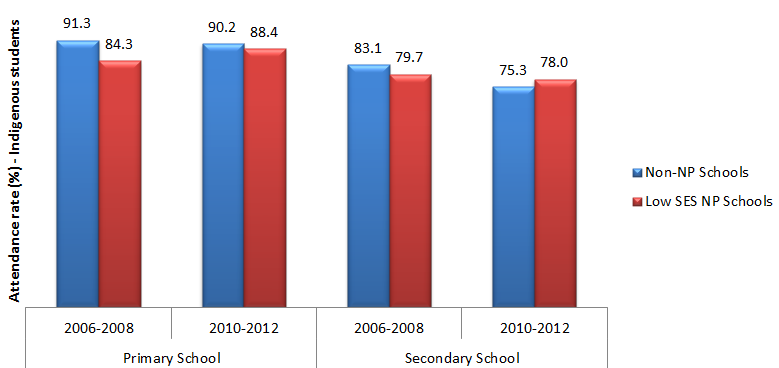 Attendance rate (%) - Indigenous students
91.3
84.3
90.2
88.4
83.1
79.7
75.3
78.0
Non-NP Schools
Low SES NP Schools
2006-2008
2010-2012
2006-2008
2010-2012
Primary School
Secondary School